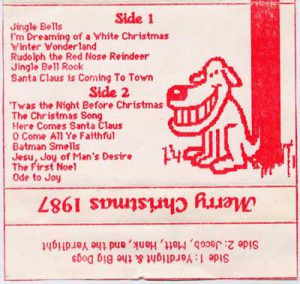 Side 1
Jingle Bells
I'm Dreaming of a White Christmas
Winter Wonderland
Rudolph the Red Nose Reindeer
Jingle Bell Rock
Santa Claus is Coming To Town
Side 2
'Twas the Night Before Christmas
The Christmas Song
Here Comes Santa Claus
O Come All Ye Faithful
Batman Smells
Jesu, Joy of Man's Desire
The First Noel
Ode to Joy
Merry Christmas 1987
Side 1: Yardlight & the Big Dogs
Side 2: Jacob, Matt, Hank, and the Yardlight